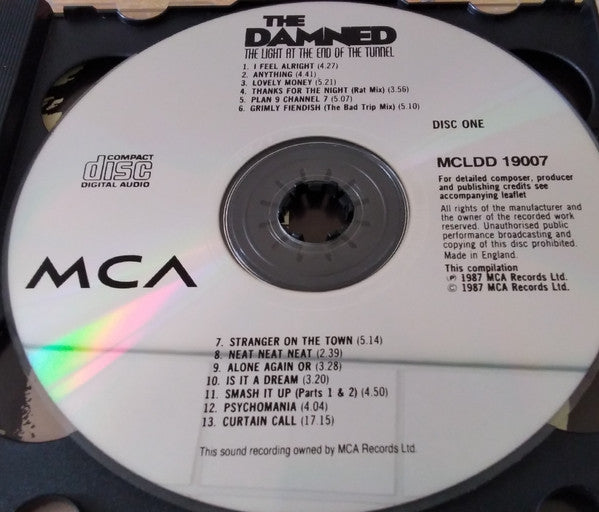 THE
DAMNED
THE LIGHT AT THE END OF THE TUNNEL
1. I FEEL ALRIGHT (4.27)
2. ANYTHING (4.41)
3. LOVELY MONEY (5.21)
4. THANKS FOR THE NIGHT (Rat Mix) (3.56)
5. PLAN 9 CHANNEL 7 (5.07)
6. GRIMLY FIENDISH (The Bad Trip Mix) (5.10)
DISC ONE
COMPACT
disc
DIGITAL AUDIO
MCLDD 19007
For detailed composer, producer
and publishing credits see
accompanying leaflet
All rights of the manufacturer and
the owner of the recorded work
reserved. Unauthorised public
performance broadcasting and
copying of this disc prohibited.
Made in England.
This compilation
℗ 1987 MCA Records Ltd.
© 1987 MCA Records Ltd.
MCA
7. STRANGER ON THE TOWN (5.14)
8. NEAT NEAT NEAT (2.39)
9. ALONE AGAIN OR (3.28)
10. IS IT A DREAM (3.20)
11. SMASH IT UP (Parts 1 & 2) (4.50)
12. PSYCHOMANIA (4.04)
13. CURTAIN CALL (17.15)
This sound recording owned by MCA Records Ltd.